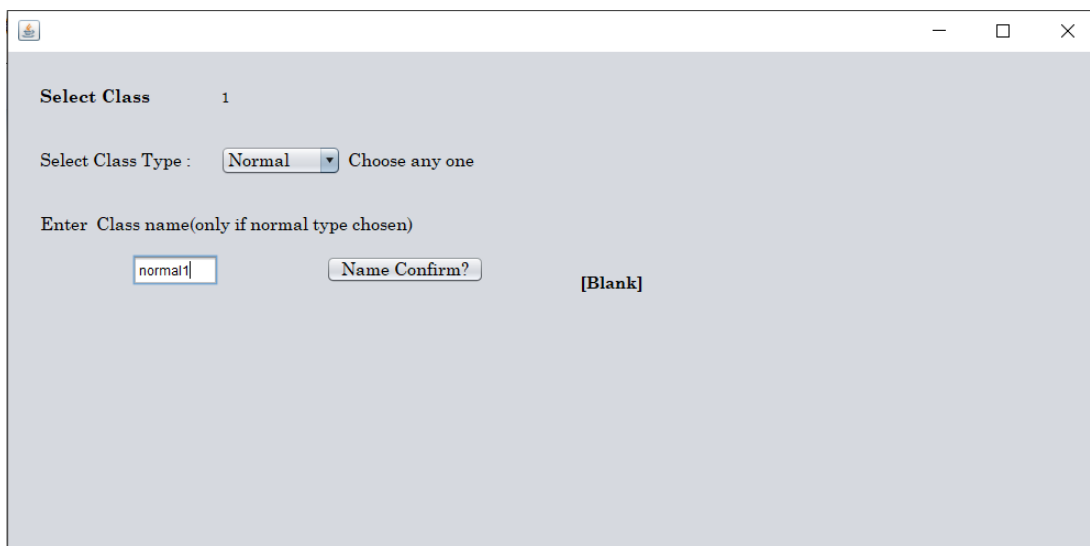 Select Class 1
Select Class Type : Normal Choose any one
Enter Class name(only if normal type chosen)
normal1 Name Confirm?
[Blank]